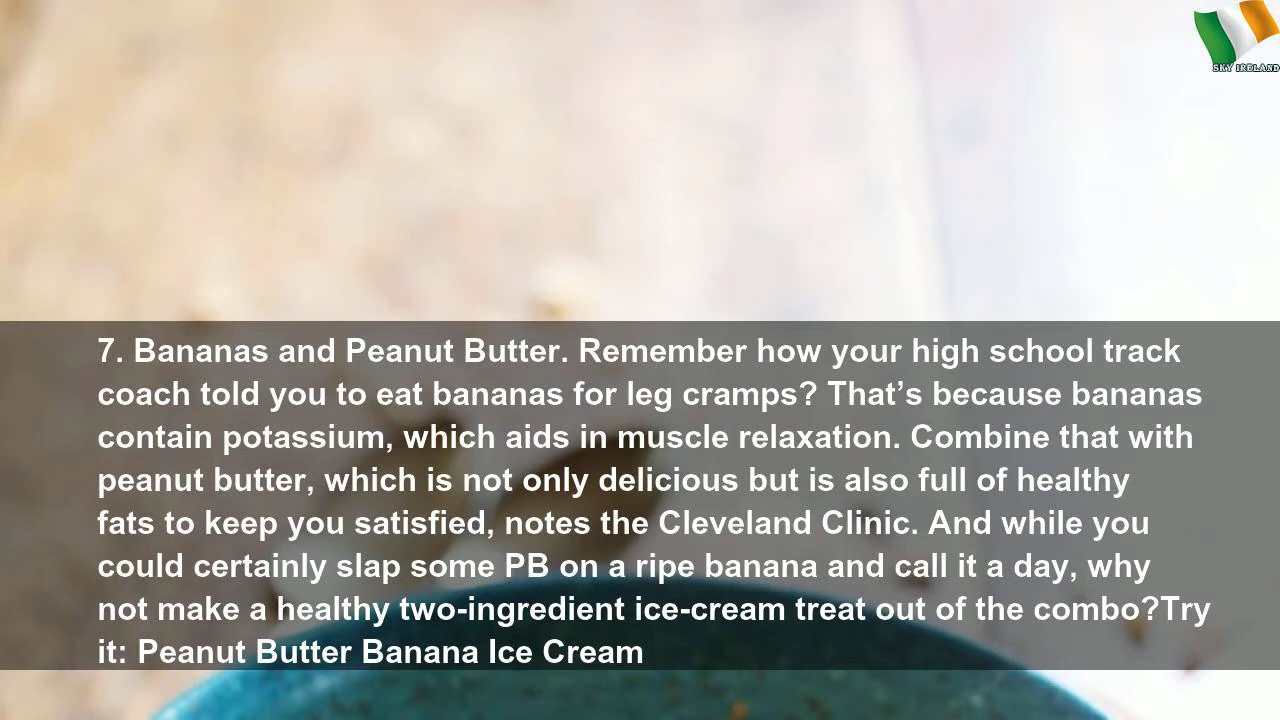 SKY IRELAND
7. Bananas and Peanut Butter. Remember how your high school track
coach told you to eat bananas for leg cramps? That’s because bananas
contain potassium, which aids in muscle relaxation. Combine that with
peanut butter, which is not only delicious but is also full of healthy
fats to keep you satisfied, notes the Cleveland Clinic. And while you
could certainly slap some PB on a ripe banana and call it a day, why
not make a healthy two-ingredient ice-cream treat out of the combo?Try
it: Peanut Butter Banana Ice Cream